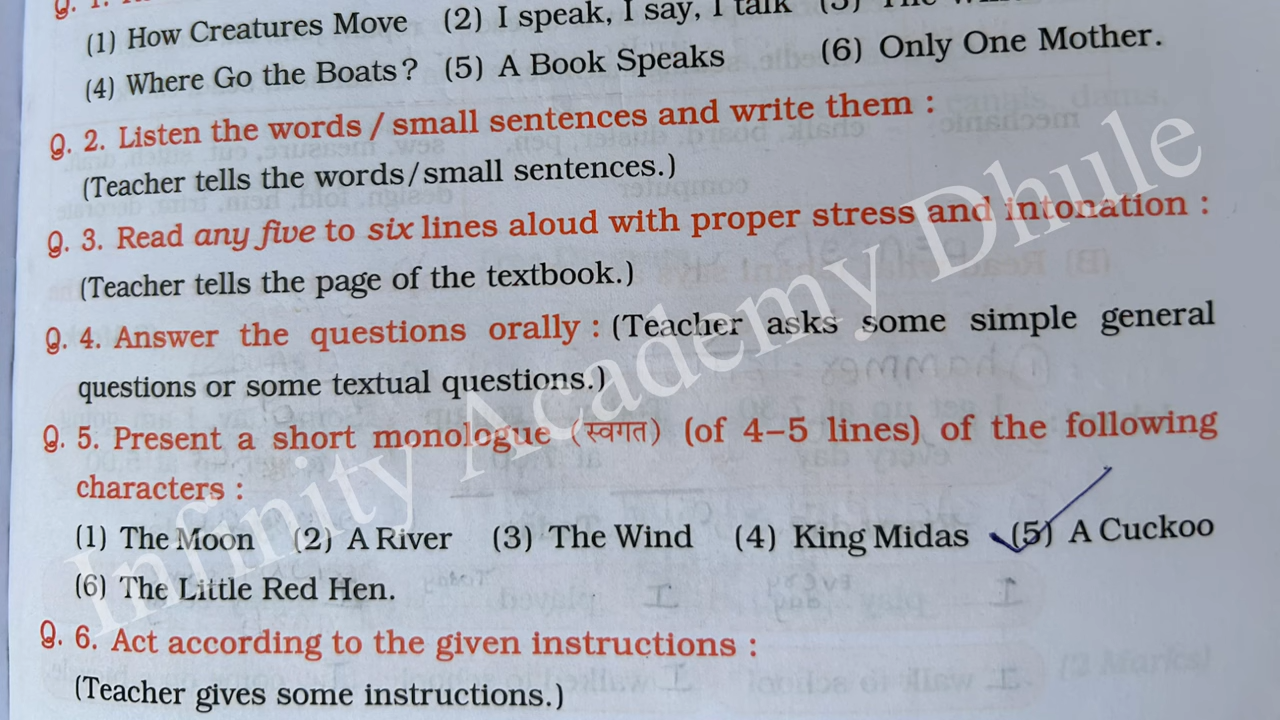 (1) How Creatures Move (2) I speak, I say, I talk
(4) Where Go the Boats? (5) A Book Speaks (6) Only One Mother.
Q. 2. Listen the words / small sentences and write them :
(Teacher tells the words/small sentences.)
Q. 3. Read any five to six lines aloud with proper stress and intonation :
(Teacher tells the page of the textbook.)
Q. 4. Answer the questions orally : (Teacher asks some simple general
questions or some textual questions.)
Q. 5. Present a short monologue (स्वगत) (of 4–5 lines) of the following
characters :
(1) The Moon (2) A River (3) The Wind (4) King Midas (5) A Cuckoo
(6) The Little Red Hen.
Q. 6. Act according to the given instructions :
(Teacher gives some instructions.)
Infinity Academy Dhule